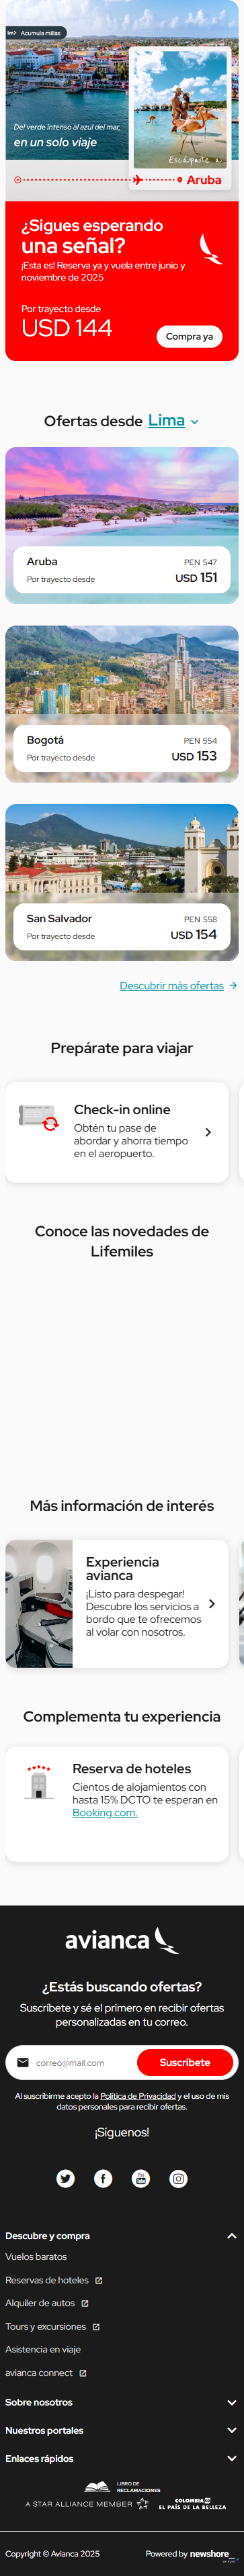 Acumula millas
Del verde intenso al azul del mar,
en un solo viaje
Escápate a
Aruba
¿Sigues esperando
una señal?
¡Esta es! Reserva ya y vuela entre junio y
noviembre de 2025
Por trayecto desde
USD 144
Compra ya
Ofertas desde Lima
Aruba
PEN 547
Por trayecto desde
USD 151
Bogotá
PEN 554
Por trayecto desde
USD 153
San Salvador
PEN 558
Por trayecto desde
USD 154
Descubrir más ofertas
Prepárate para viajar
Check-in online
Obtén tu pase de
abordar y ahorra tiempo
en el aeropuerto.
Conoce las novedades de
Lifemiles
Más información de interés
Experiencia
avianca
¡Listo para despegar!
Descubre los servicios a
bordo que te ofrecemos
al volar con nosotros.
Complementa tu experiencia
Reserva de hoteles
Cientos de alojamientos con
hasta 15% DCTO te esperan en
Booking.com.
avianca
¿Estás buscando ofertas?
Suscríbete y sé el primero en recibir ofertas
personalizadas en tu correo.
correo@mail.com
Suscríbete
Al suscribirme acepto la Política de Privacidad y el uso de mis
datos personales para recibir ofertas.
¡Síguenos!
You
Tube
Descubre y compra
Vuelos baratos
Reservas de hoteles
Alquiler de autos
Tours y excursiones
Asistencia en viaje
avianca connect
Sobre nosotros
Nuestros portales
Enlaces rápidos
LIBRO DE
RECLAMACIONES
A STAR ALLIANCE MEMBER
COLOMBIA
EL PAÍS DE LA BELLEZA
Copyright © Avianca 2025
Powered by newshore